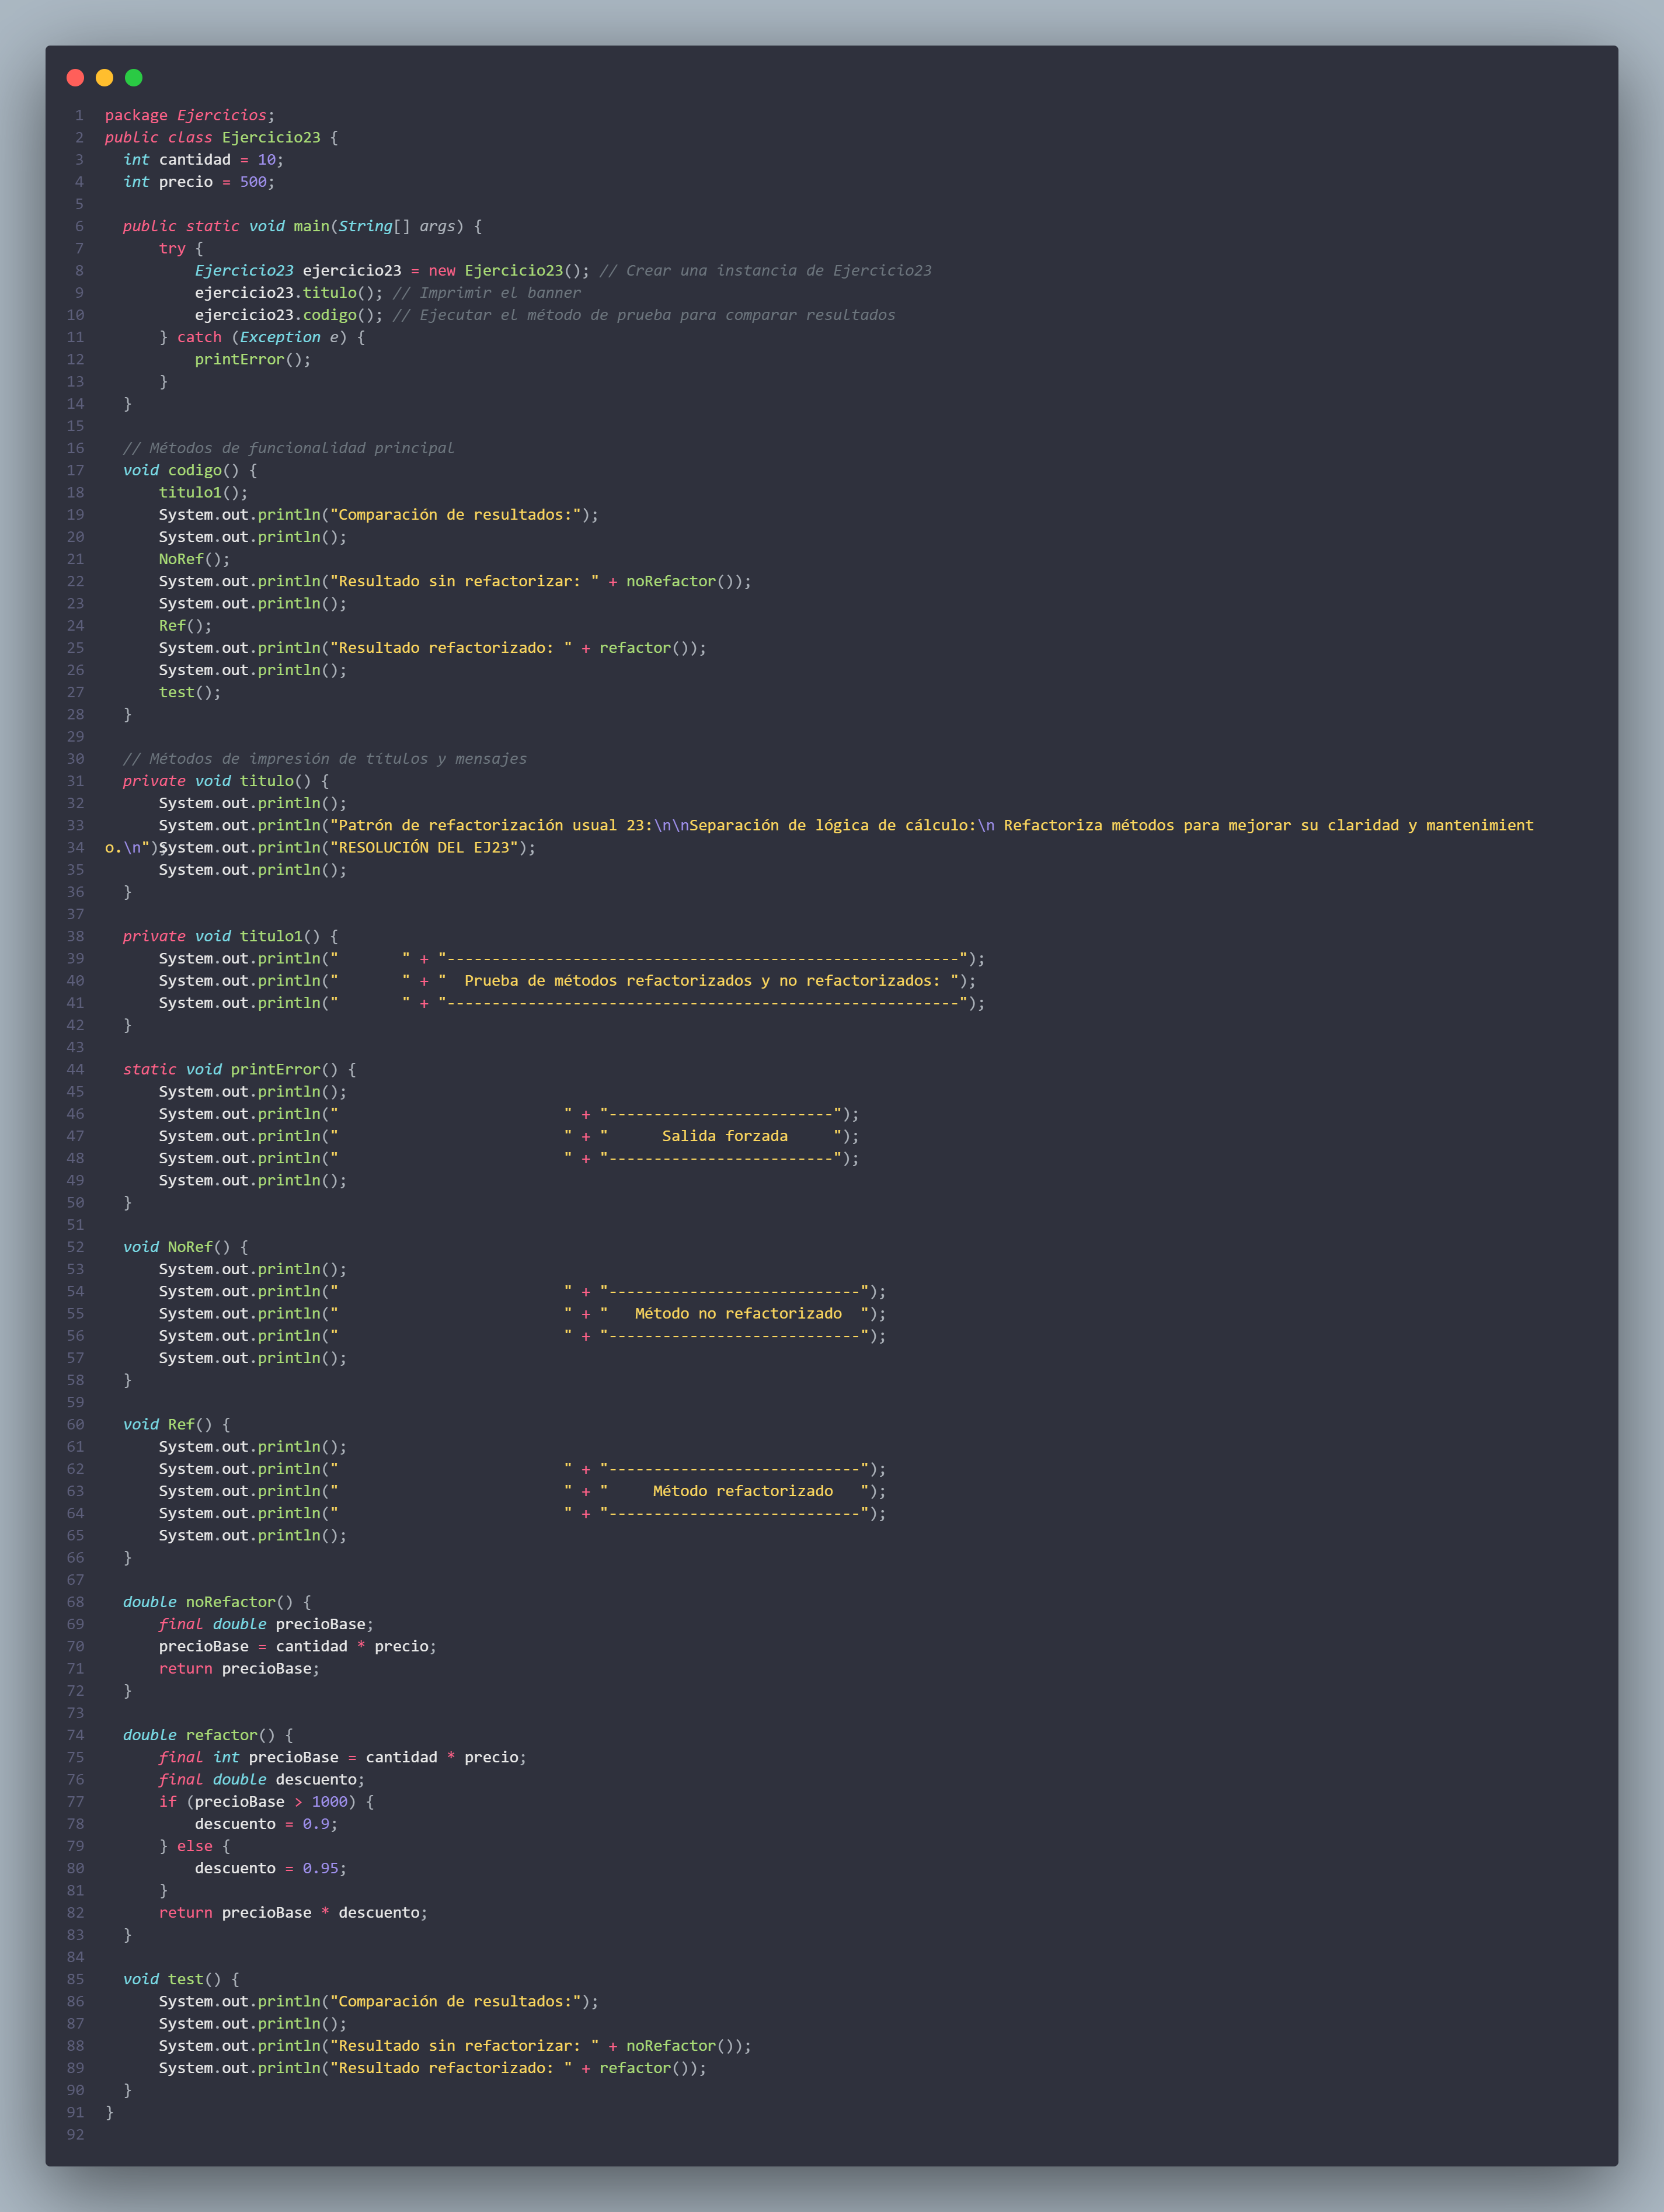 1 package Ejercicios;
2 public class Ejercicio23 {
3   int cantidad = 10;
4   int precio = 500;
5
6   public static void main(String[] args) {
7       try {
8           Ejercicio23 ejercicio23 = new Ejercicio23(); // Crear una instancia de Ejercicio23
9           ejercicio23.titulo(); // Imprimir el banner
10           ejercicio23.codigo(); // Ejecutar el método de prueba para comparar resultados
11       } catch (Exception e) {
12           printError();
13       }
14   }
15
16   // Métodos de funcionalidad principal
17   void codigo() {
18       titulo1();
19       System.out.println("Comparación de resultados:");
20       System.out.println();
21       NoRef();
22       System.out.println("Resultado sin refactorizar: " + noRefactor());
23       System.out.println();
24       Ref();
25       System.out.println("Resultado refactorizado: " + refactor());
26       System.out.println();
27       test();
28   }
29
30   // Métodos de impresión de títulos y mensajes
31   private void titulo() {
32       System.out.println();
33       System.out.println("Patrón de refactorización usual 23:\n\nSeparación de lógica de cálculo:\n Refactoriza métodos para mejorar su claridad y mantenimient
34 o.\n");System.out.println("RESOLUCIÓN DEL EJ23");
35       System.out.println();
36   }
37
38   private void titulo1() {
39       System.out.println("       " + "---------------------------------------------------------");
40       System.out.println("       " + "  Prueba de métodos refactorizados y no refactorizados: ");
41       System.out.println("       " + "---------------------------------------------------------");
42   }
43
44   static void printError() {
45       System.out.println();
46       System.out.println("                         " + "-------------------------");
47       System.out.println("                         " + "      Salida forzada     ");
48       System.out.println("                         " + "-------------------------");
49       System.out.println();
50   }
51
52   void NoRef() {
53       System.out.println();
54       System.out.println("                         " + "----------------------------");
55       System.out.println("                         " + "   Método no refactorizado  ");
56       System.out.println("                         " + "----------------------------");
57       System.out.println();
58   }
59
60   void Ref() {
61       System.out.println();
62       System.out.println("                         " + "----------------------------");
63       System.out.println("                         " + "     Método refactorizado   ");
64       System.out.println("                         " + "----------------------------");
65       System.out.println();
66   }
67
68   double noRefactor() {
69       final double precioBase;
70       precioBase = cantidad * precio;
71       return precioBase;
72   }
73
74   double refactor() {
75       final int precioBase = cantidad * precio;
76       final double descuento;
77       if (precioBase > 1000) {
78           descuento = 0.9;
79       } else {
80           descuento = 0.95;
81       }
82       return precioBase * descuento;
83   }
84
85   void test() {
86       System.out.println("Comparación de resultados:");
87       System.out.println();
88       System.out.println("Resultado sin refactorizar: " + noRefactor());
89       System.out.println("Resultado refactorizado: " + refactor());
90   }
91 }
92